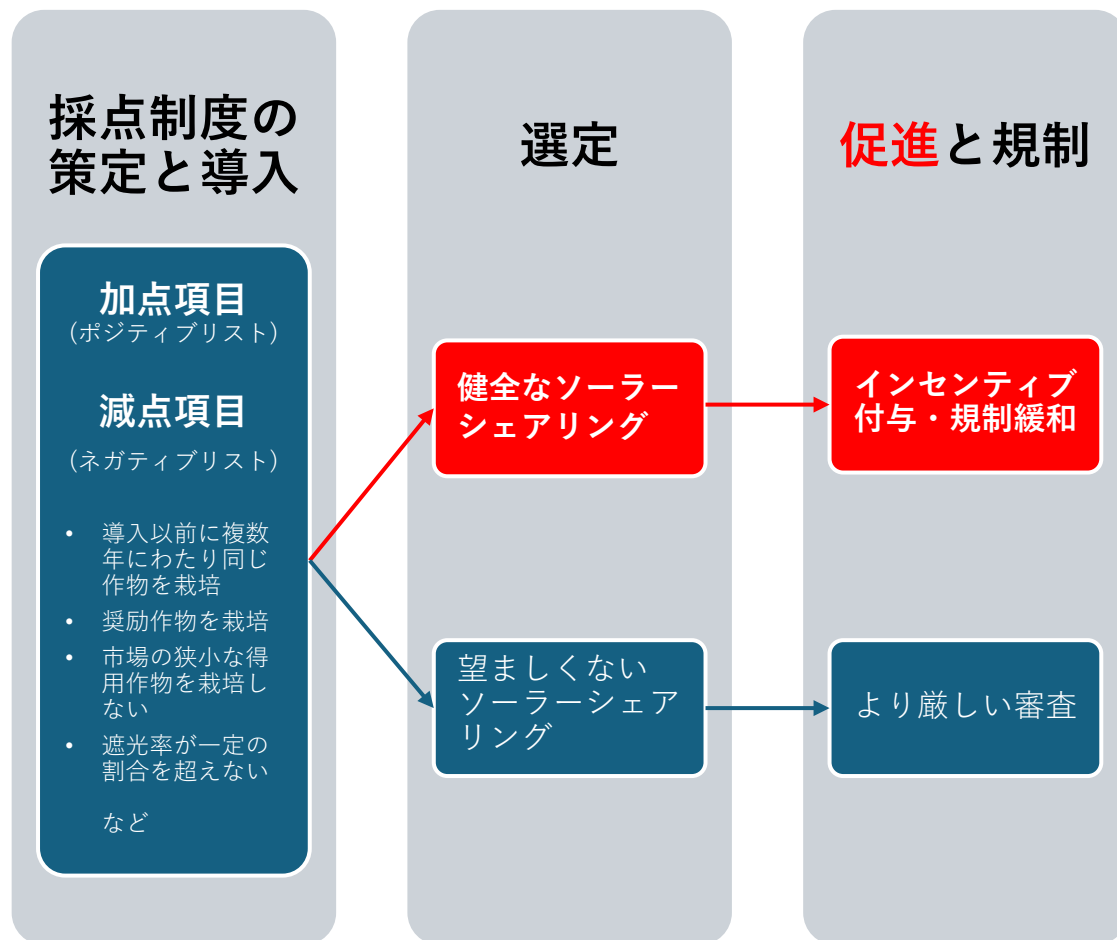 採点制度の
策定と導入
加点項目
（ポジティブリスト）
減点項目
（ネガティブリスト）
• 導入以前に複数
年にわたり同じ
作物を栽培
• 奨励作物を栽培
• 市場の狭小な得
用作物を栽培し
ない
• 遮光率が一定の
割合を超えない
など
選定
健全なソーラー
シェアリング
望ましくない
ソーラーシェア
リング
促進と規制
インセンティブ
付与・規制緩和
より厳しい審査